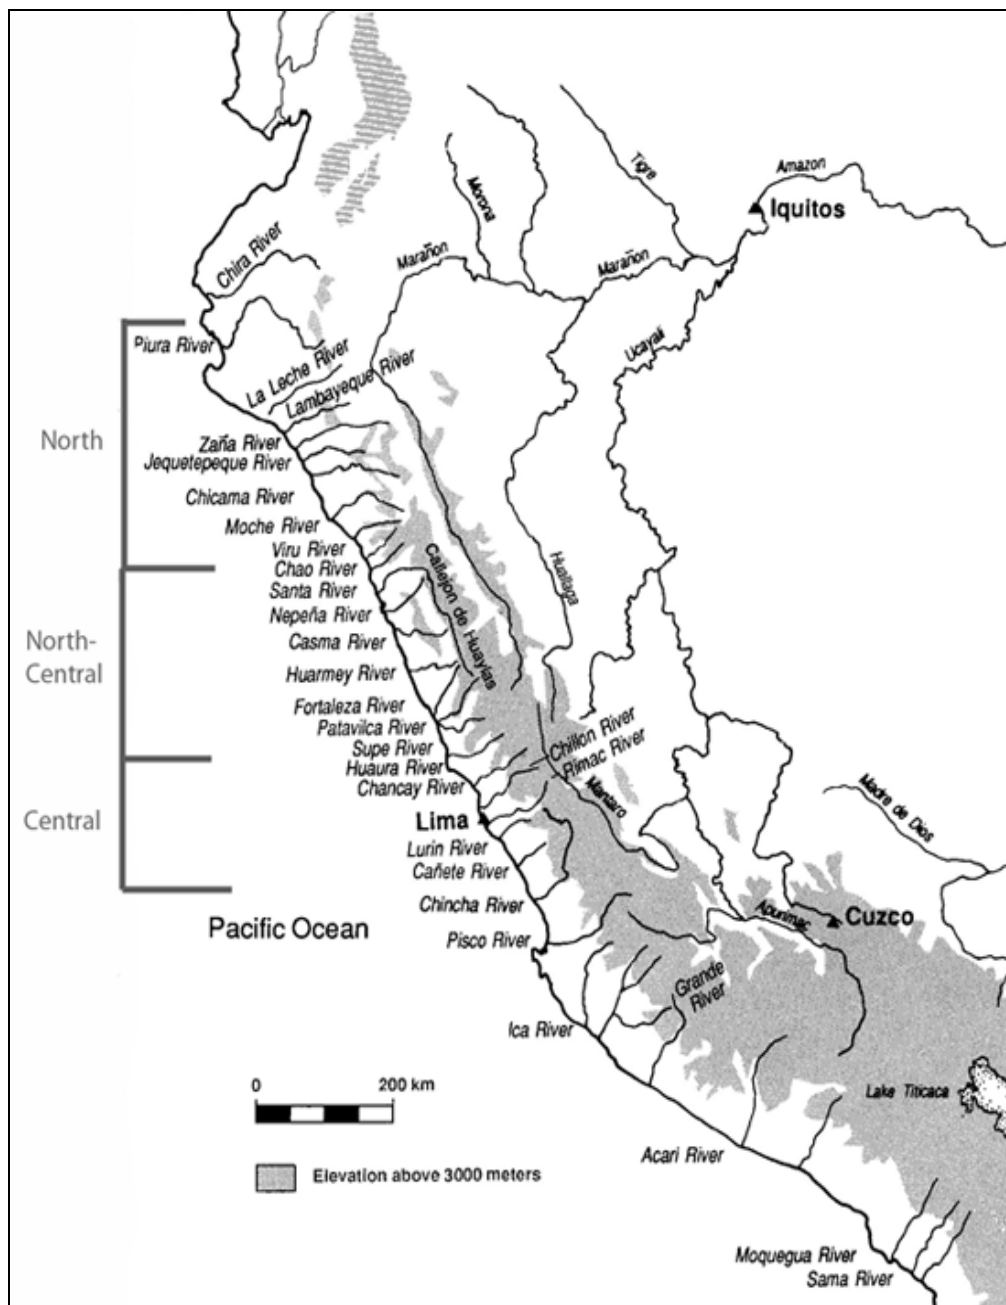 Tigre
Amazon
Morona
Iquitos
Chira River
Marañon
Marañon
Piura River
Ucayali
La Leche River
Lambayeque River
North
Zaña River
Jequetepeque River
Chicama River
Moche River
Viru River
Chao River
Callejon de Huaylas
Huallaga
Santa River
Nepeña River
North-
Central
Casma River
Huarmey River
Fortaleza River
Patavilca River
Supe River
Chillon River
Rimac River
Huaura River
Chancay River
Mantaro
Madre de Dios
Central
Lima
Lurin River
Cañete River
Chincha River
Apurimac
Cuzco
Pacific Ocean
Pisco River
Grande
River
Ica River
0 200 km
Lake Titicaca
Acari River
Elevation above 3000 meters
Moquegua River
Sama River